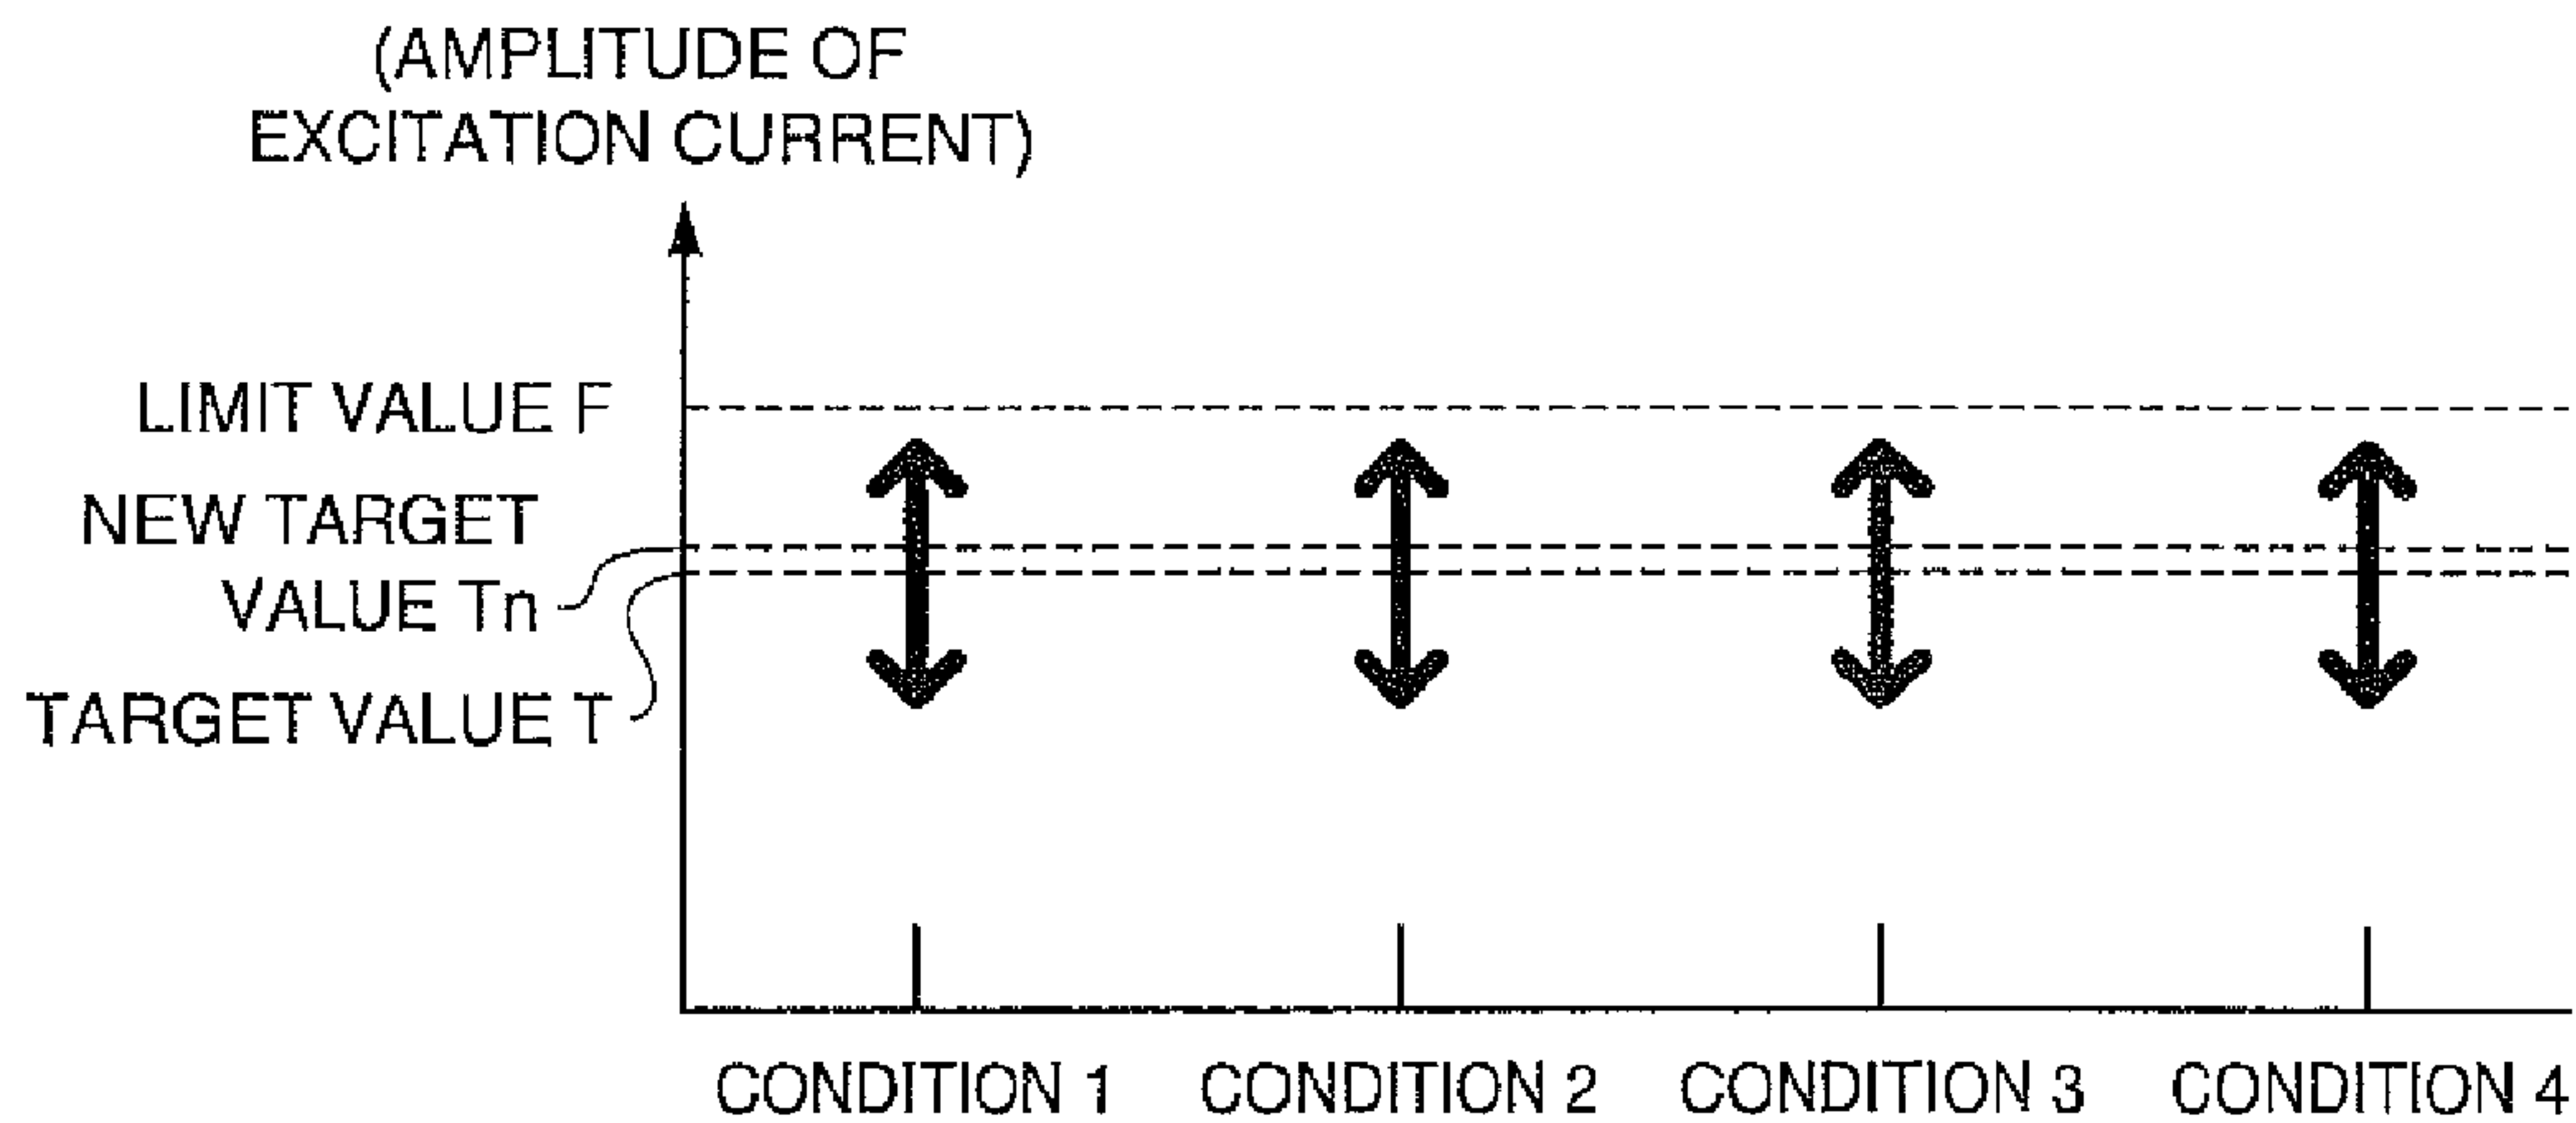 (AMPLITUDE OF
EXCITATION CURRENT)
LIMIT VALUE F
NEW TARGET
VALUE Tn
TARGET VALUE T
CONDITION 1 CONDITION 2 CONDITION 3 CONDITION 4